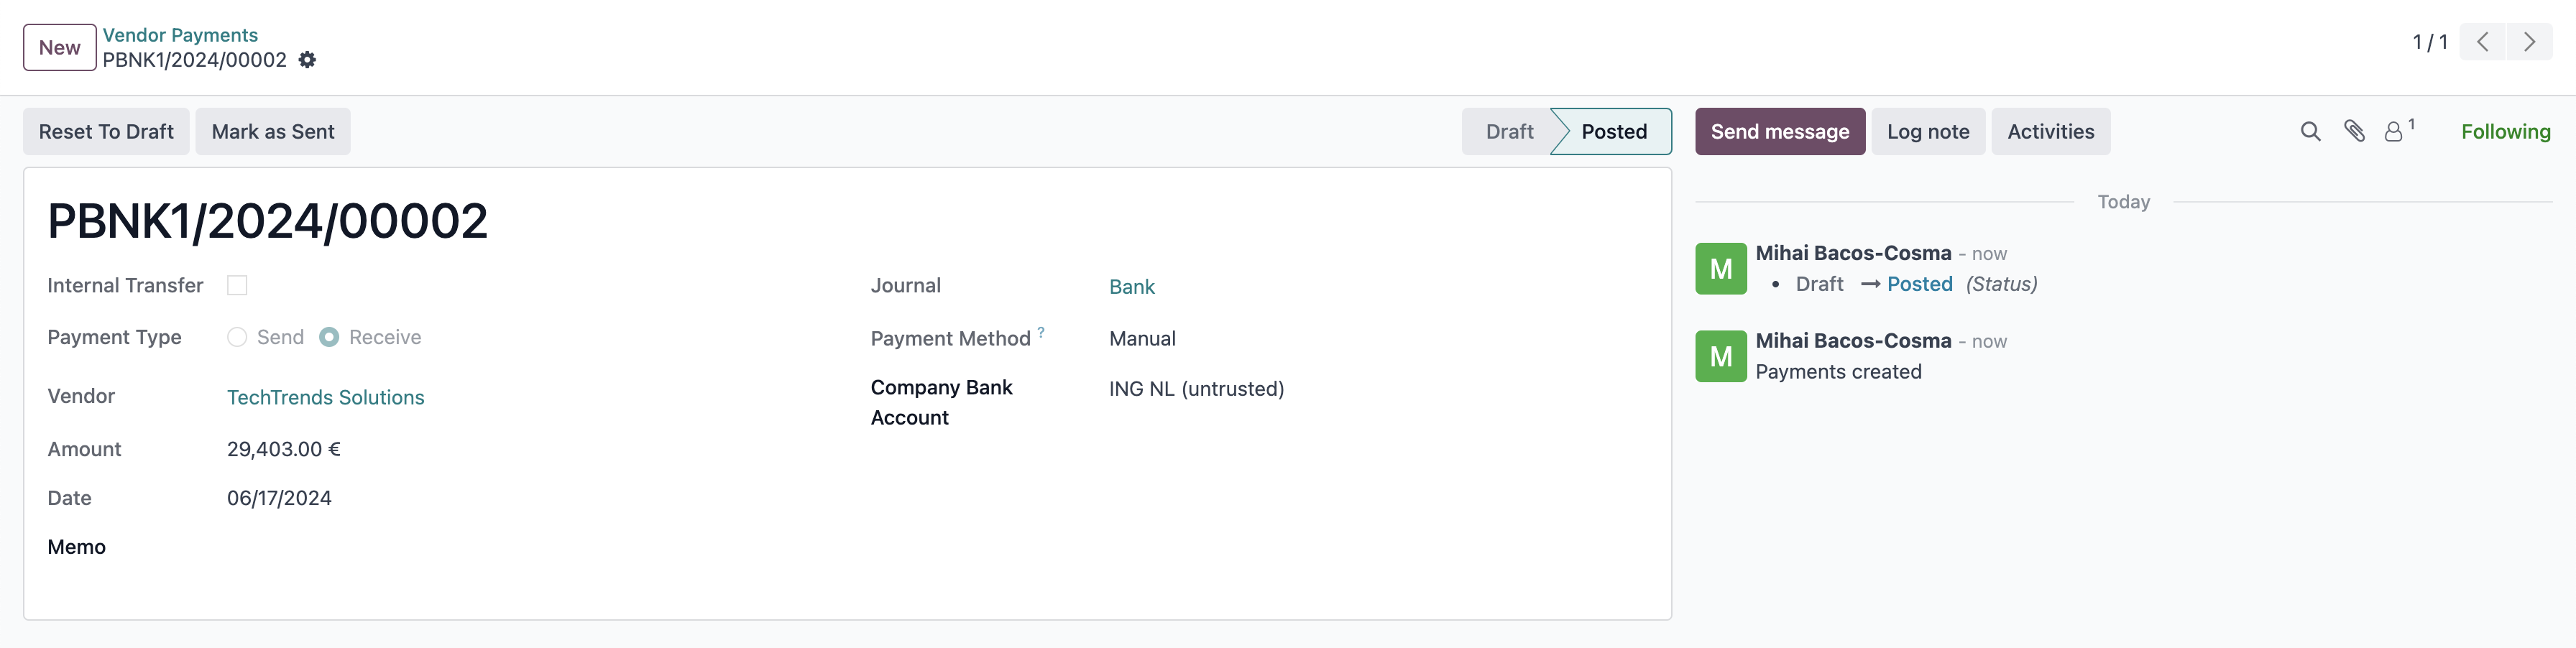 New
Vendor Payments
PBNK1/2024/00002
1 / 1
Reset To Draft
Mark as Sent
Draft
Posted
Send message
Log note
Activities
1
Following
PBNK1/2024/00002
Internal Transfer
Payment Type
Send
Receive
Vendor
TechTrends Solutions
Amount
29,403.00 €
Date
06/17/2024
Memo
Journal
Bank
Payment Method ?
Manual
Company Bank
Account
ING NL (untrusted)
Today
M
Mihai Bacos-Cosma - now
• Draft → Posted (Status)
M
Mihai Bacos-Cosma - now
Payments created